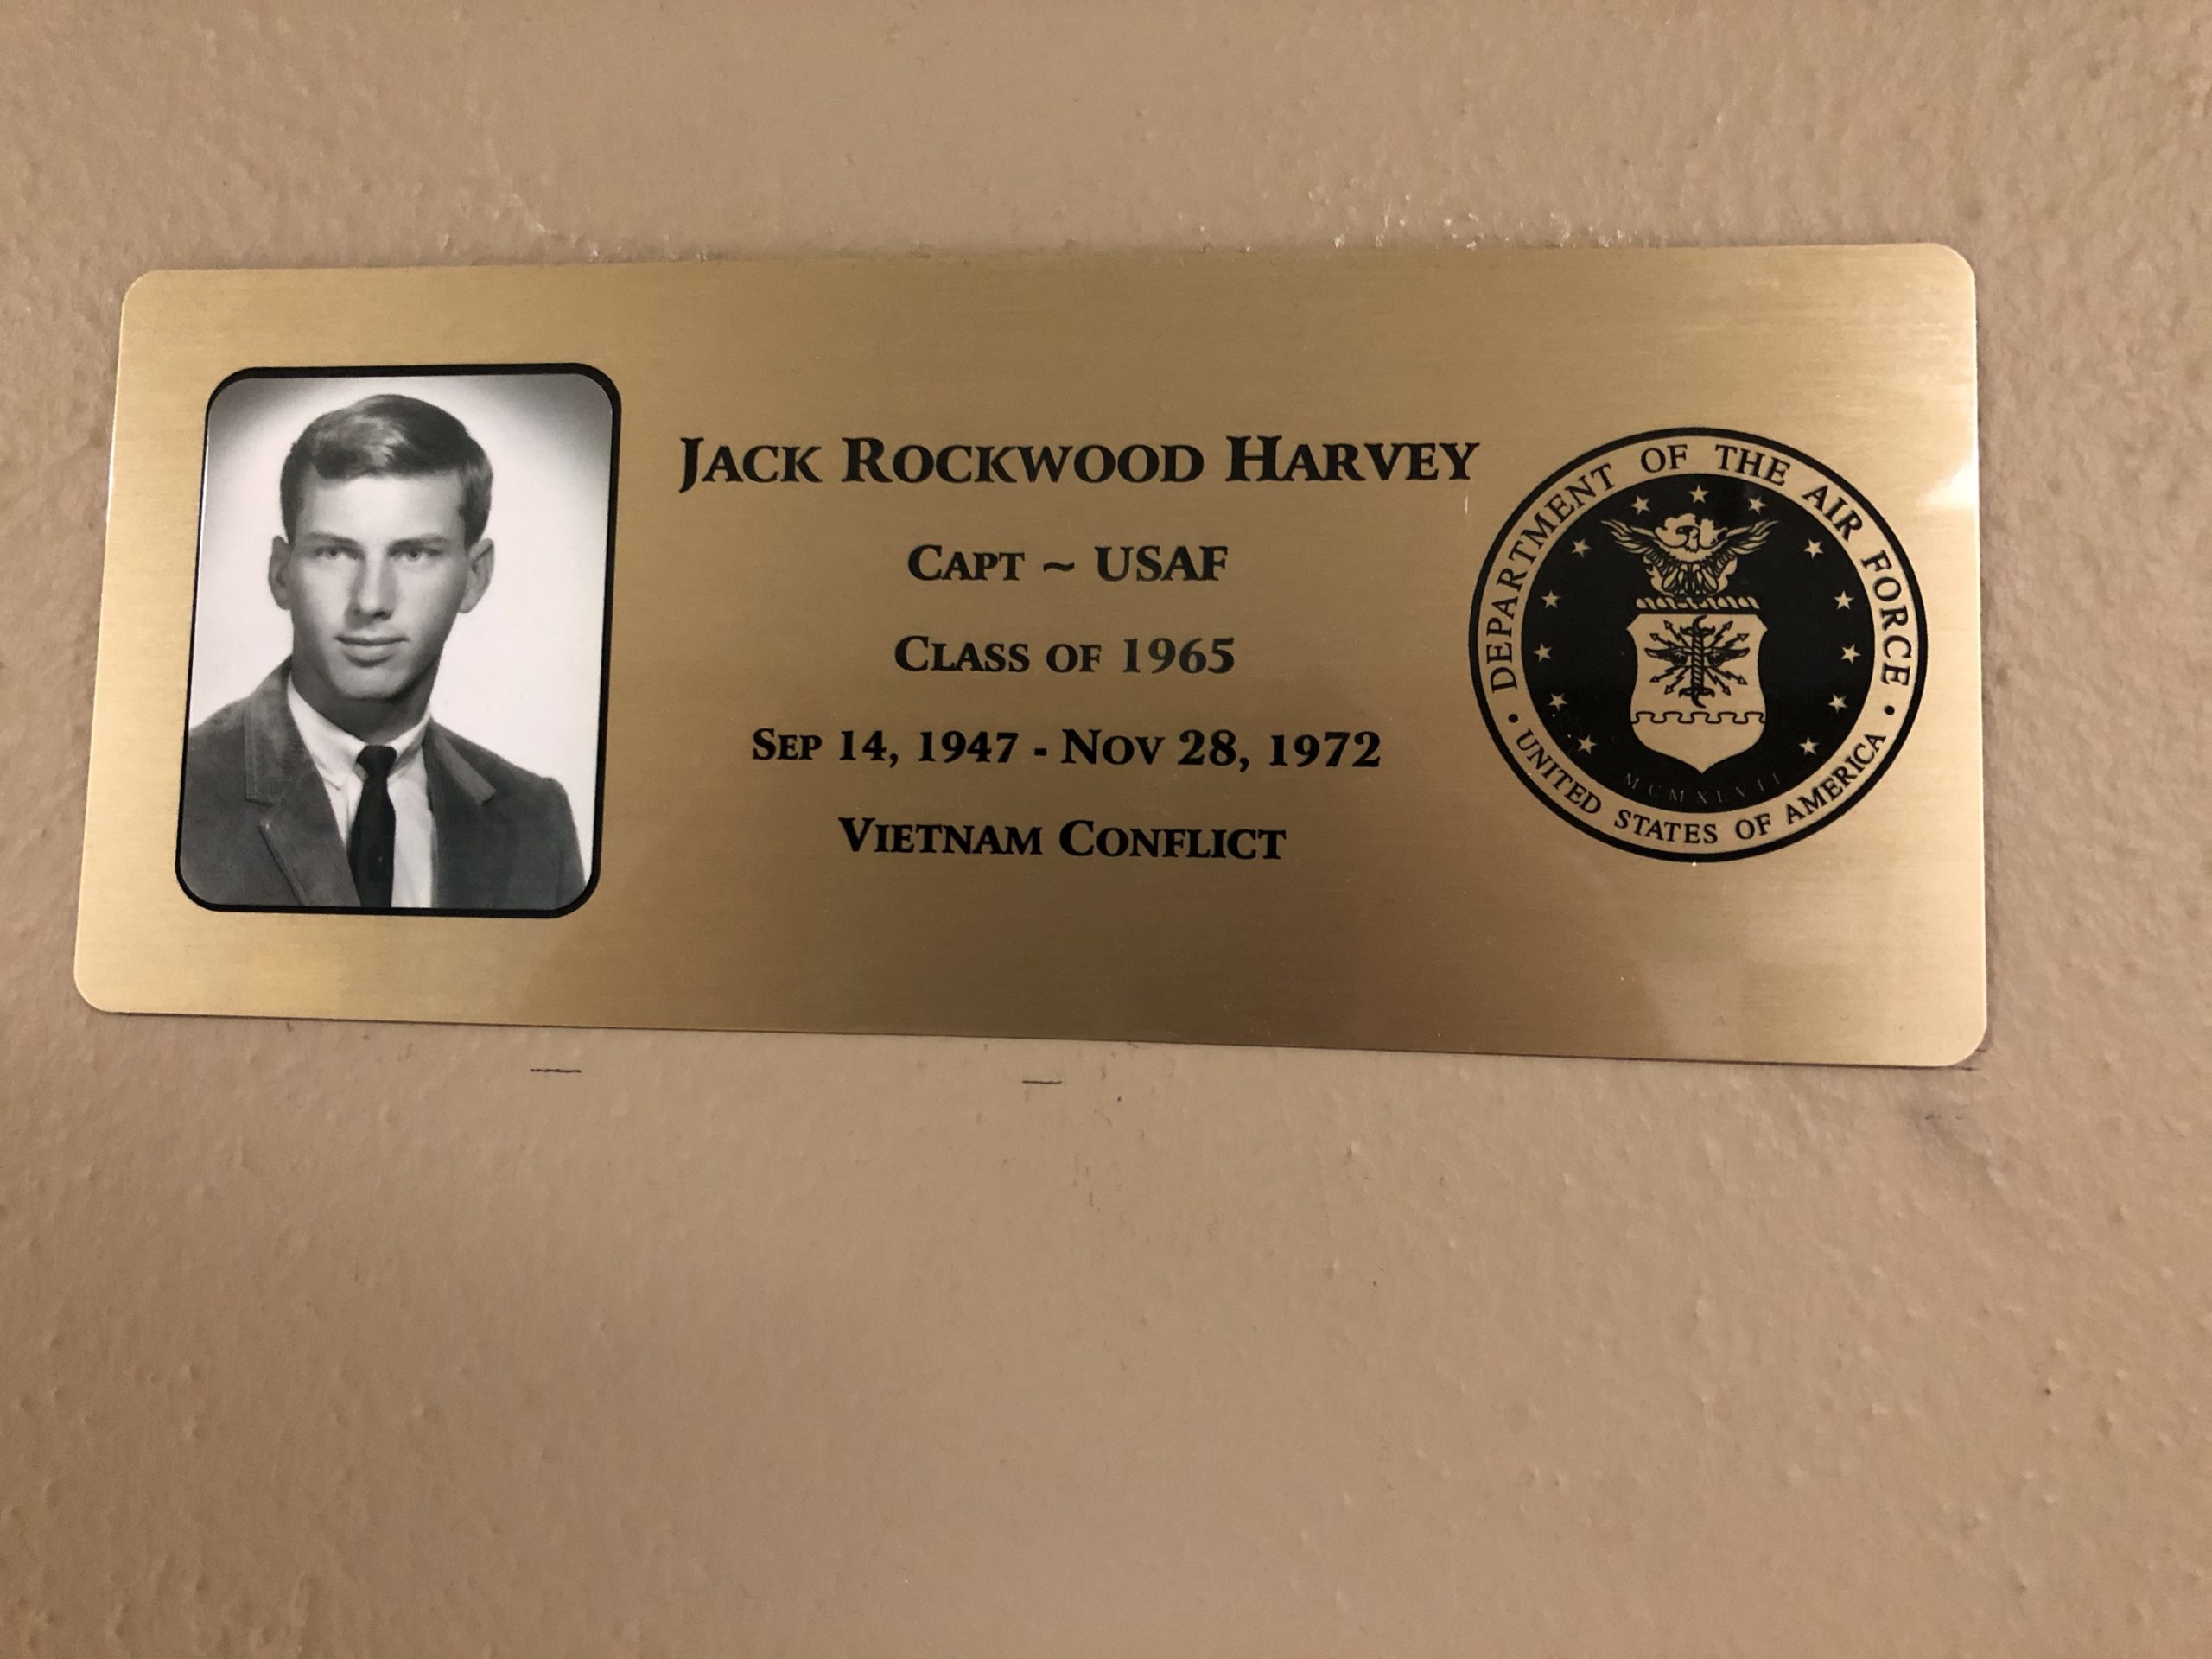 Jack Rockwood Harvey
Capt ~ USAF
Class of 1965
Sep 14, 1947 - Nov 28, 1972
Vietnam Conflict
DEPARTMENT OF THE AIR FORCE
MCMXLVII
• UNITED STATES OF AMERICA •